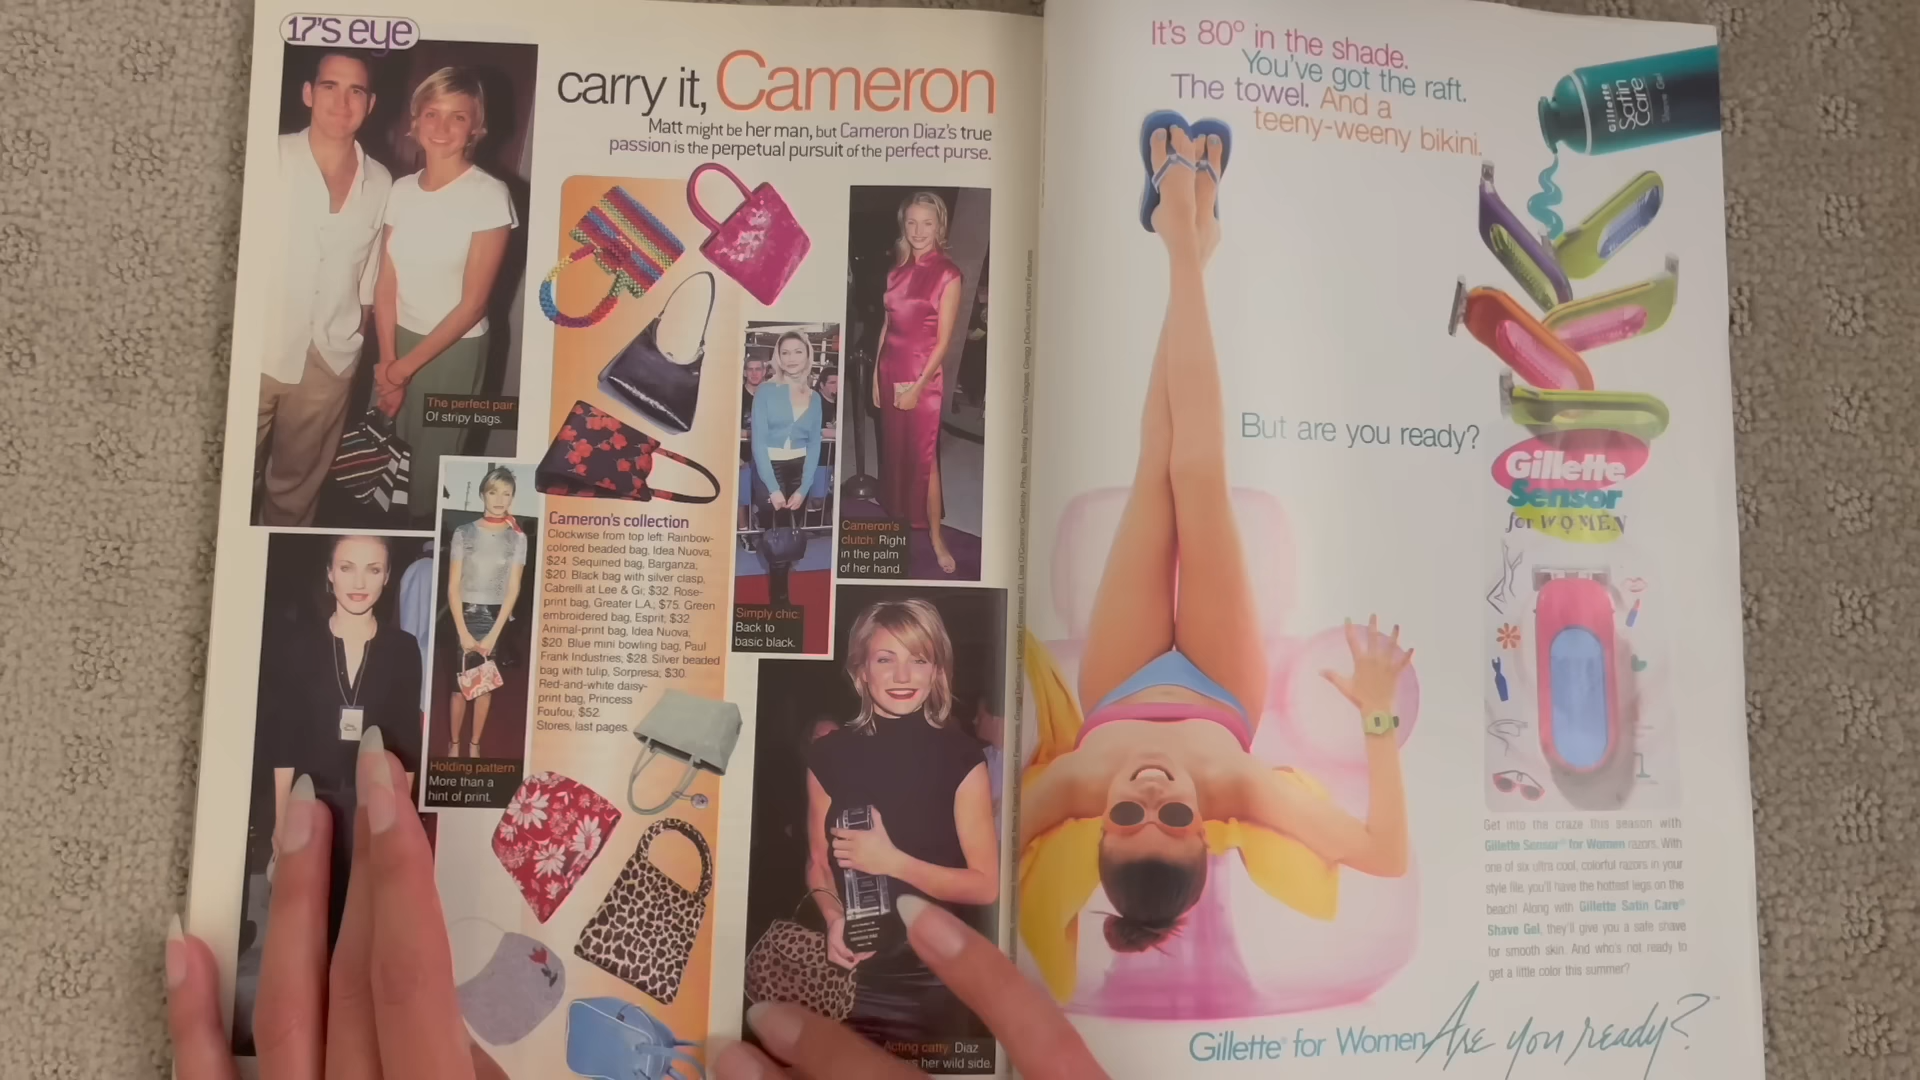 17's eye
carry it, Cameron
Matt might be her man, but Cameron Diaz's true
passion is the perpetual pursuit of the perfect purse.
The perfect pair:
Of stripy bags.
Cameron's collection
Clockwise from top left: Rainbow-
colored beaded bag, Idea Nuova,
$24. Sequined bag, Barganza,
$20. Black bag with silver clasp,
Cabrelli at Lee & Gi, $32. Rose-
print bag, Greater L.A., $75. Green
embroidered bag, Esprit, $32.
Animal-print bag, Idea Nuova,
$20. Blue mini bowling bag, Paul
Frank Industries, $28. Silver beaded
bag with tulip, Sorpresa, $30.
Red-and-white daisy-
print bag, Princess
Foufou, $52.
Stores, last pages.
Holding pattern:
More than a
hint of print.
Simply chic:
Back to
basic black.
Cameron's
clutch: Right
in the palm
of her hand.
Acting catty: Diaz
her wild side.
It's 80° in the shade.
You've got the raft.
The towel. And a
teeny-weeny bikini.
Gillette
Satin
Care
Shave Gel
But are you ready?
Gillette
Sensor
for WOMEN
Get into the craze this season with
Gillette Sensor® for Women razors. With
one of six ultra cool, colorful razors in your
style file, you'll have the hottest legs on the
beach! Along with Gillette Satin Care®
Shave Gel, they'll give you a safe shave
for smooth skin. And who's not ready to
get a little color this summer?
Gillette® for Women Are you ready?™